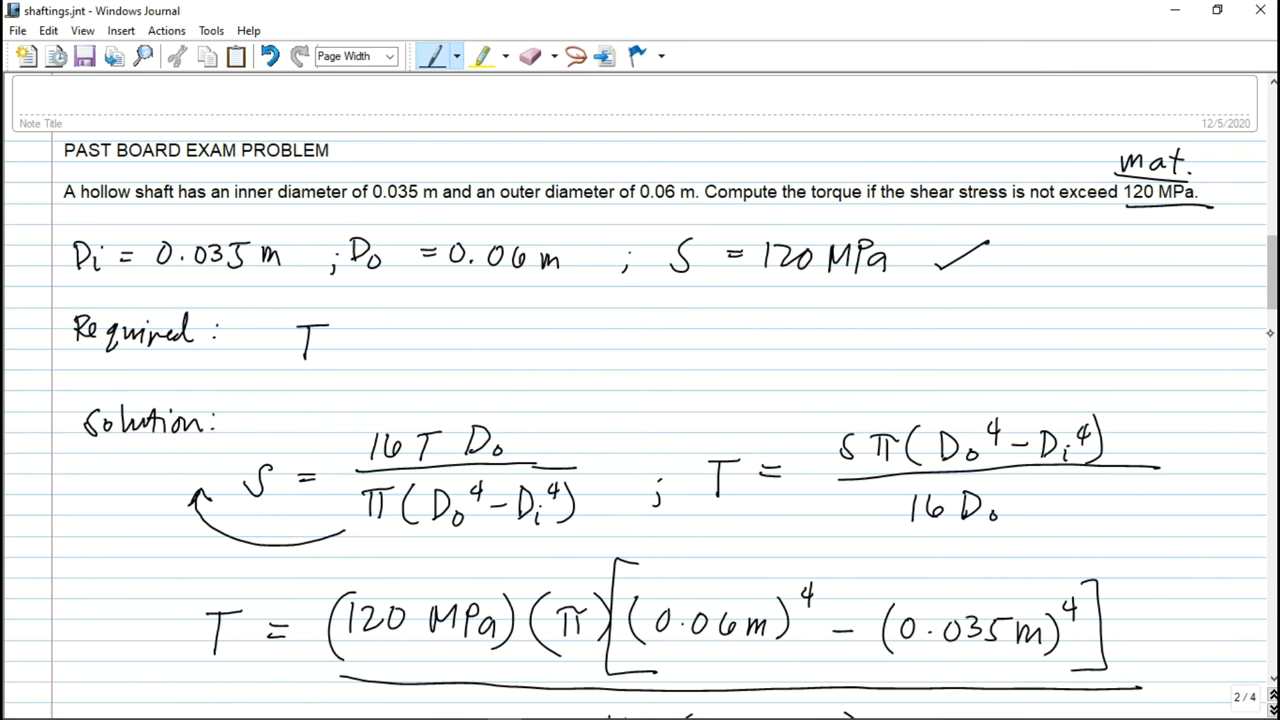 shaftings.jnt - Windows Journal
File Edit View Insert Actions Tools Help
Page Width
Note Title
12/5/2020
PAST BOARD EXAM PROBLEM
mat.
A hollow shaft has an inner diameter of 0.035 m and an outer diameter of 0.06 m. Compute the torque if the shear stress is not exceed 120 MPa.
Di = 0.035 m ; Do = 0.06 m ; S = 120 MPa ✓
Required: T
Solution:
S = 16 T Do / π(Do⁴ - Di⁴) ; T = S π(Do⁴ - Di⁴) / 16 Do
T = (120 MPa)(π)[(0.06m)⁴ - (0.035m)⁴]
2 / 4